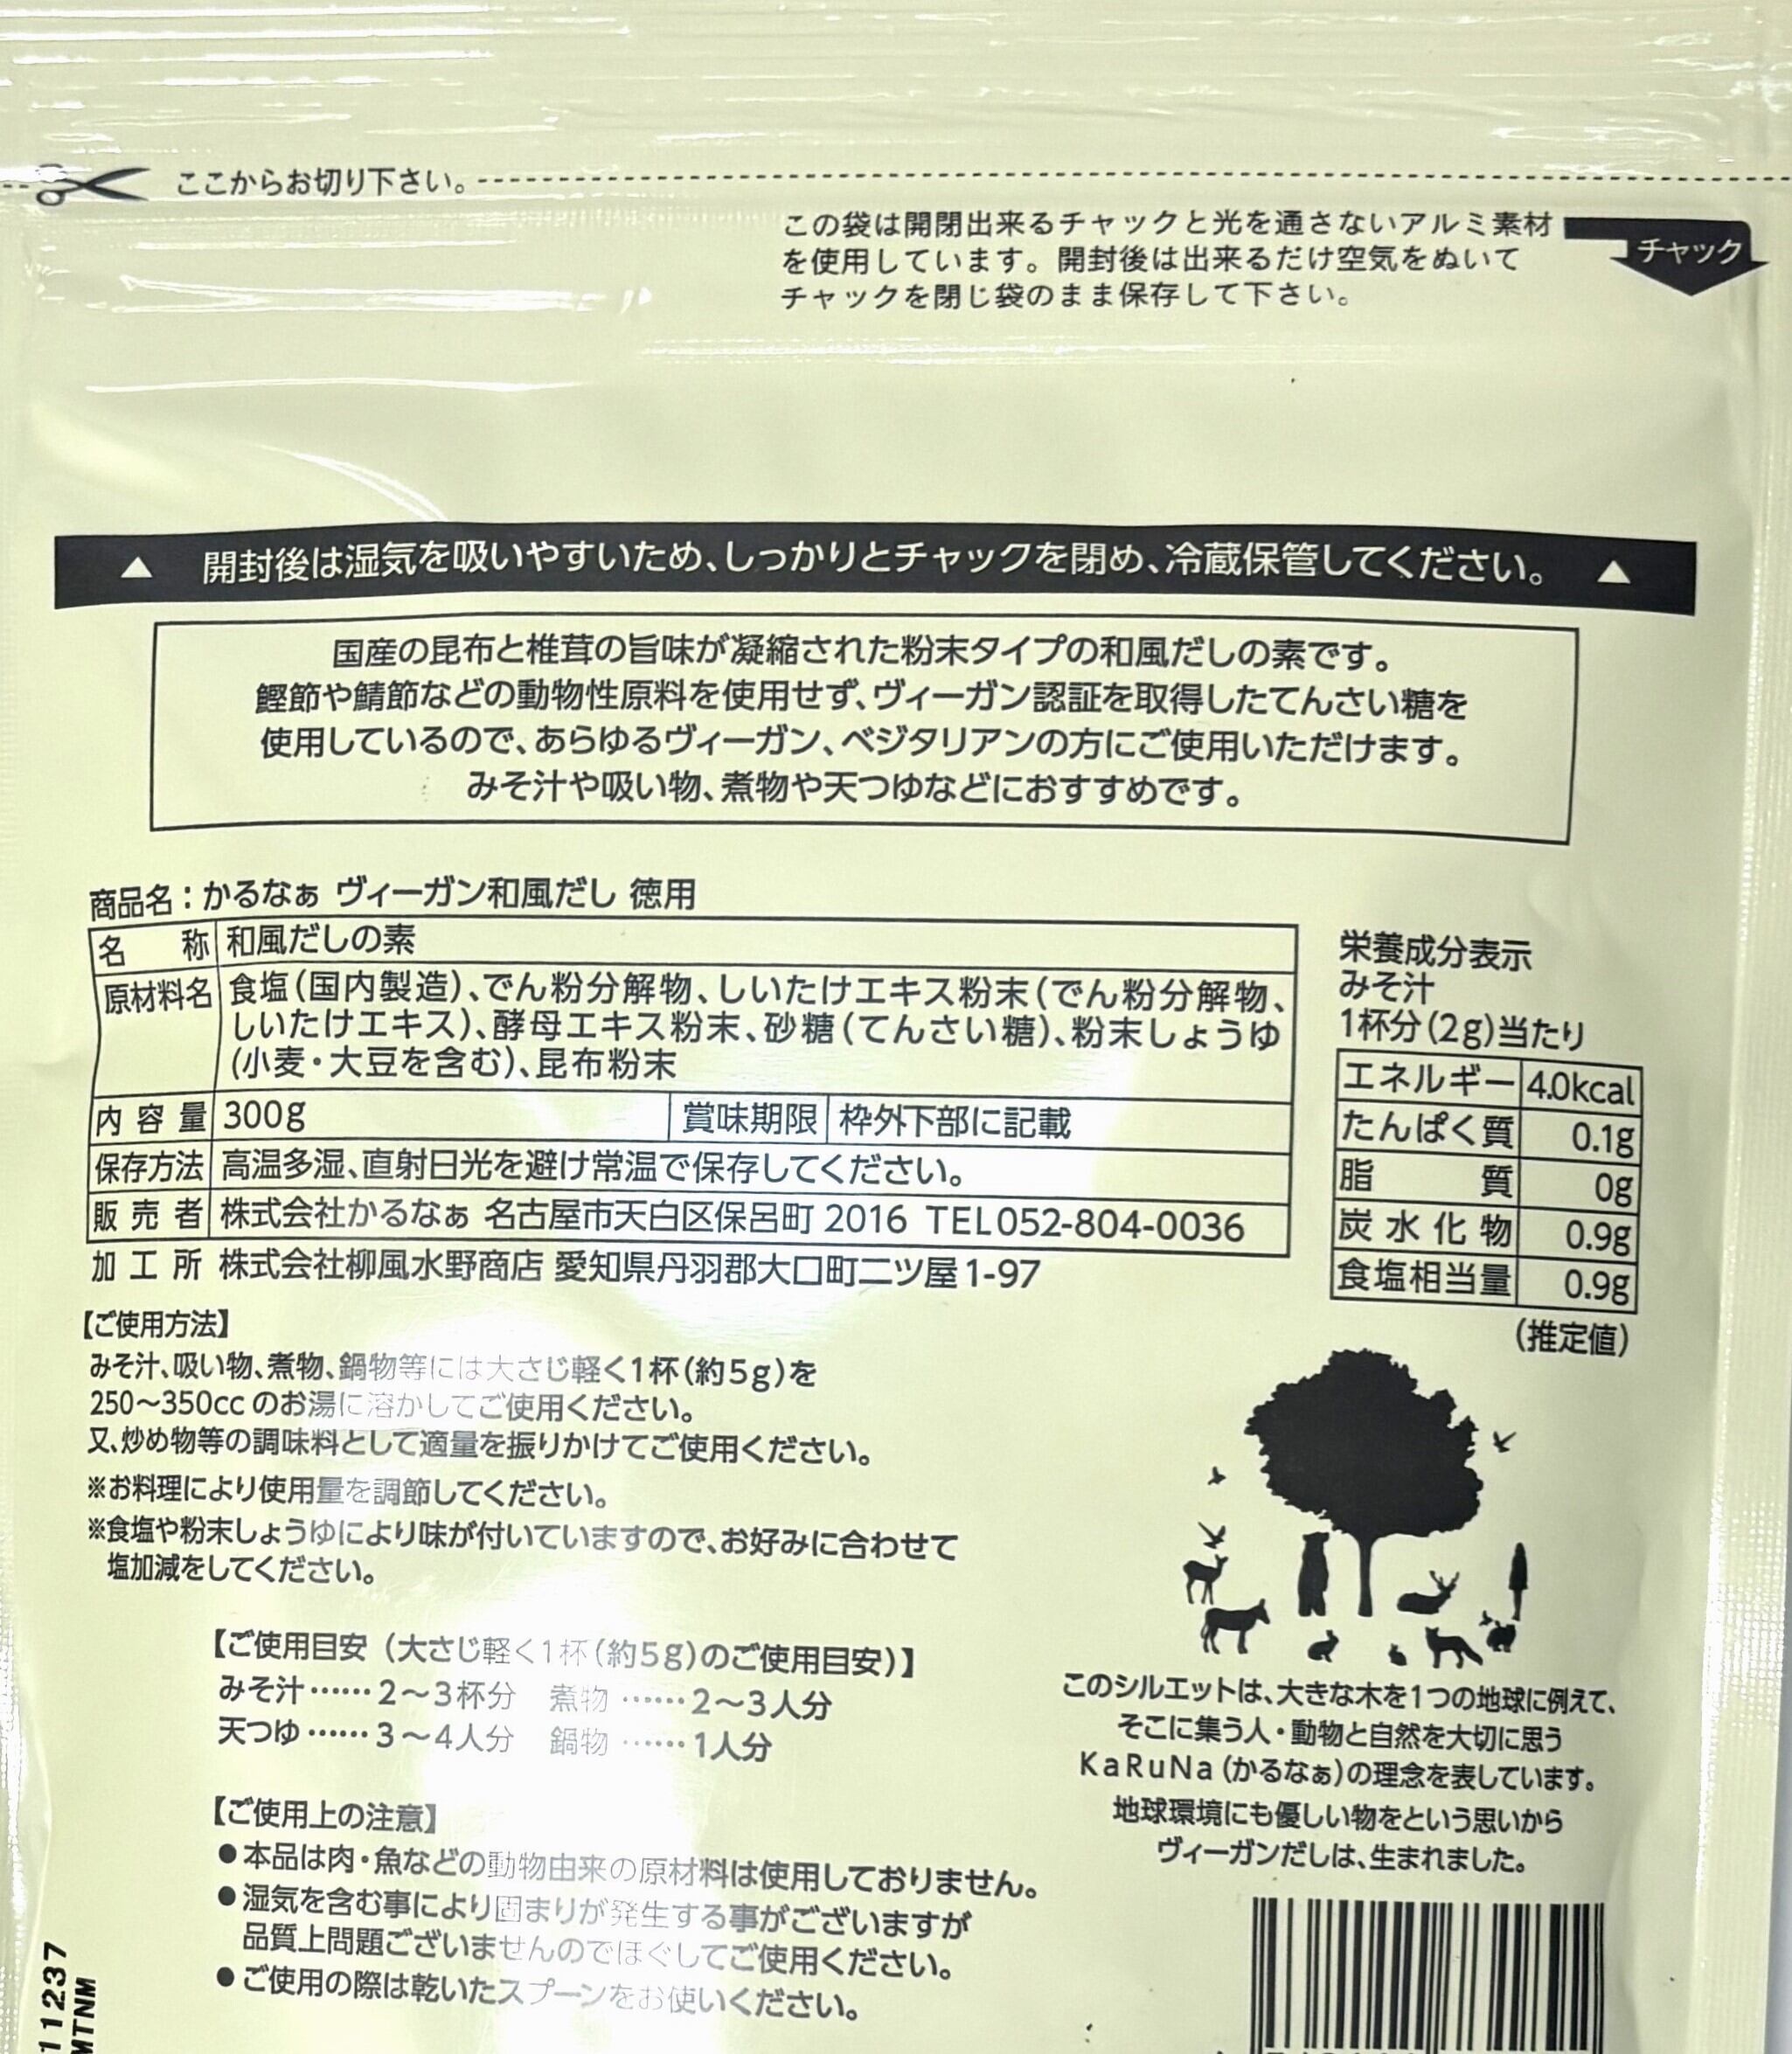 ここからお切り下さい。
この袋は開閉出来るチャックと光を通さないアルミ素材
を使用しています。開封後は出来るだけ空気をぬいて
チャックを閉じ袋のまま保存して下さい。
チャック
▲ 開封後は湿気を吸いやすいため、しっかりとチャックを閉め、冷蔵保管してください。 ▲
国産の昆布と椎茸の旨味が凝縮された粉末タイプの和風だしの素です。
鰹節や鯖節などの動物性原料を使用せず、ヴィーガン認証を取得したてんさい糖を
使用しているので、あらゆるヴィーガン、ベジタリアンの方にご使用いただけます。
みそ汁や吸い物、煮物や天つゆなどにおすすめです。
商品名：かるなぁ ヴィーガン和風だし 徳用
名 称 和風だしの素
原材料名 食塩(国内製造)、でん粉分解物、しいたけエキス粉末(でん粉分解物、
しいたけエキス)、酵母エキス粉末、砂糖(てんさい糖)、粉末しょうゆ
(小麦・大豆を含む)、昆布粉末
内容量 300g 賞味期限 枠外下部に記載
保存方法 高温多湿、直射日光を避け常温で保存してください。
販売者 株式会社かるなぁ 名古屋市天白区保呂町 2016 TEL052-804-0036
加工所 株式会社柳風水野商店 愛知県丹羽郡大口町二ツ屋1-97
栄養成分表示
みそ汁
1杯分(2g)当たり
エネルギー 4.0kcal
たんぱく質 0.1g
脂 質 0g
炭水化物 0.9g
食塩相当量 0.9g
(推定値)
【ご使用方法】
みそ汁、吸い物、煮物、鍋物等には大さじ軽く1杯(約5g)を
250〜350cc のお湯に溶かしてご使用ください。
又、炒め物等の調味料として適量を振りかけてご使用ください。
※お料理により使用量を調節してください。
※食塩や粉末しょうゆにより味が付いていますので、お好みに合わせて
塩加減をしてください。
【ご使用目安 (大さじ軽く1杯(約5g)のご使用目安)】
みそ汁……2〜3杯分 煮物……2〜3人分
天つゆ……3〜4人分 鍋物……1人分
【ご使用上の注意】
●本品は肉・魚などの動物由来の原材料は使用しておりません。
●湿気を含む事により固まりが発生する事がございますが
品質上問題ございませんのでほぐしてご使用ください。
●ご使用の際は乾いたスプーンをお使いください。
このシルエットは、大きな木を1つの地球に例えて、
そこに集う人・動物と自然を大切に思う
KaRuNa(かるなぁ)の理念を表しています。
地球環境にも優しい物をという思いから
ヴィーガンだしは、生まれました。
11237
MTNM